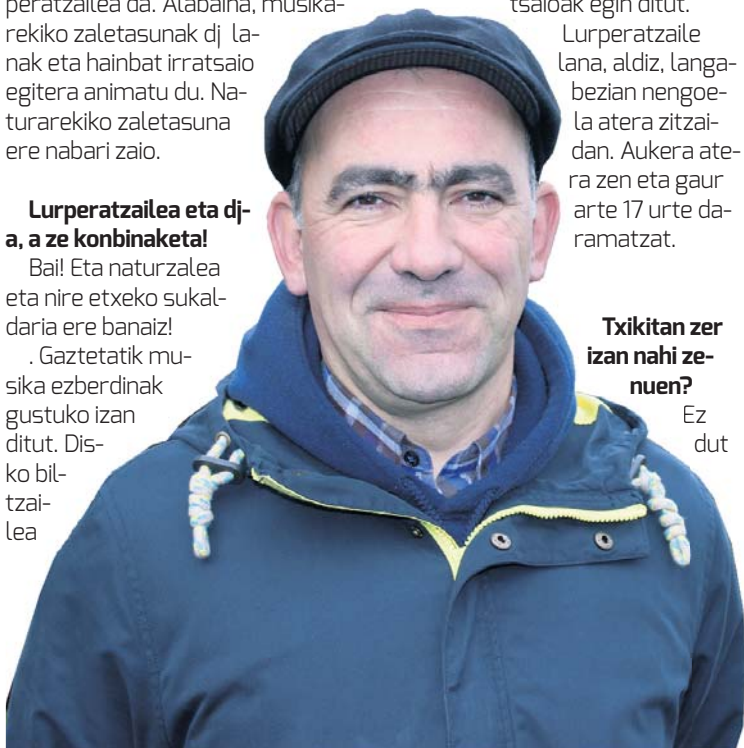 peratzailea da. Alabaina, musika-
rekiko zaletasunak dj la-
nak eta hainbat irratsaio
egitera animatu du. Na-
turarekiko zaletasuna
ere nabari zaio.
Lurperatzailea eta dj-
a, a ze konbinaketa!
Bai! Eta naturzalea
eta nire etxeko sukal-
daria ere banaiz!
. Gaztetatik mu-
sika ezberdinak
gustuko izan
ditut. Dis-
ko bil-
tzai-
lea
tsaioak egin ditut.
Lurperatzaile
lana, aldiz, langa-
bezian nengoe-
la atera zitzai-
dan. Aukera ate-
ra zen eta gaur
arte 17 urte da-
ramatzat.
Txikitan zer
izan nahi ze-
nuen?
Ez
dut